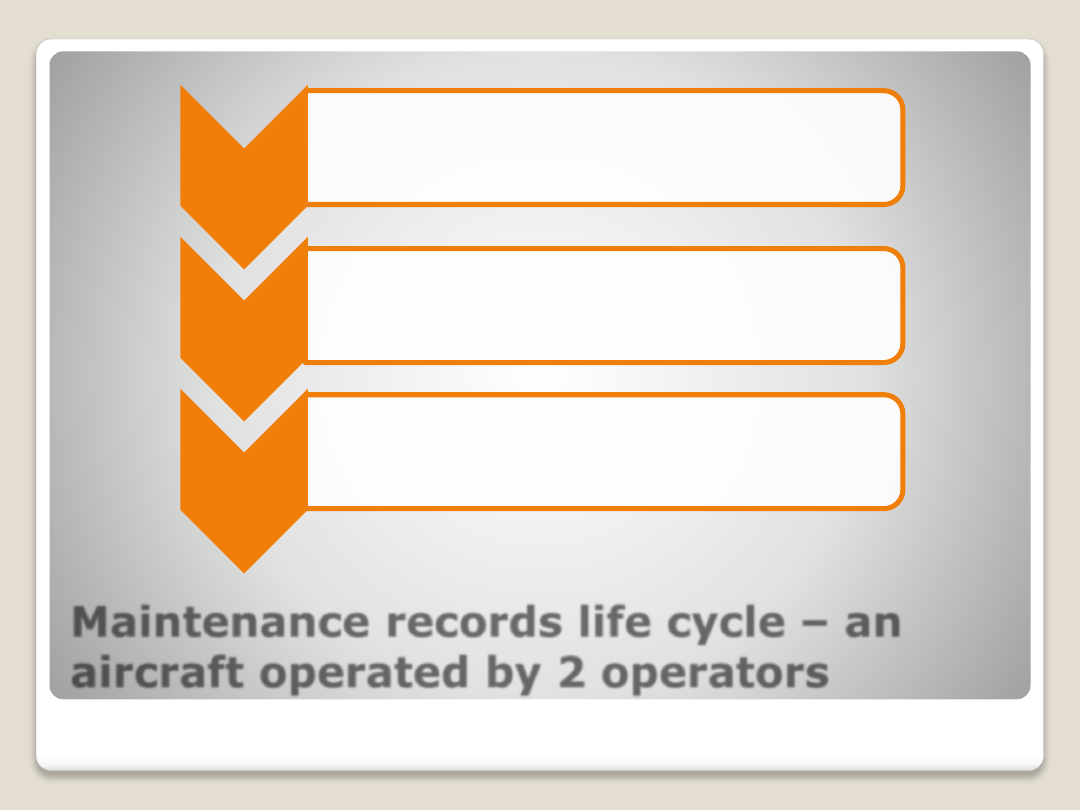 Maintenance records life cycle – an
aircraft operated by 2 operators